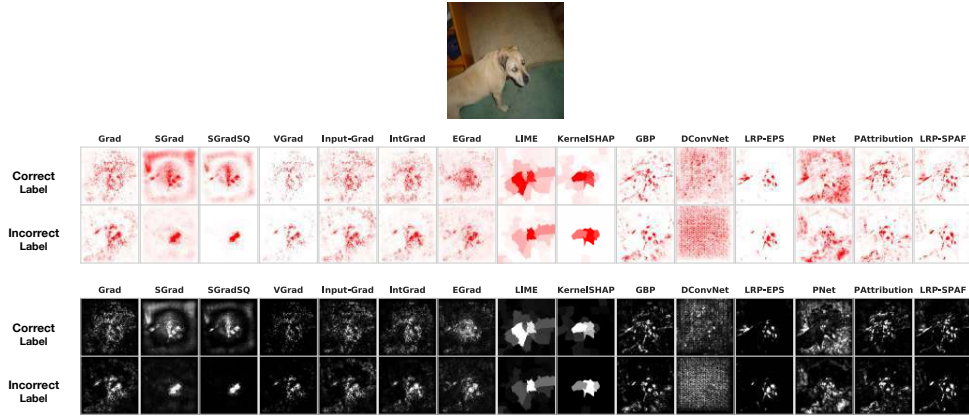 Grad SGrad SGradSQ VGrad Input-Grad IntGrad EGrad LIME KernelSHAP GBP DConvNet LRP-EPS PNet PAttribution LRP-SPAF
Correct
Label
Incorrect
Label
Grad SGrad SGradSQ VGrad Input-Grad IntGrad EGrad LIME KernelSHAP GBP DConvNet LRP-EPS PNet PAttribution LRP-SPAF
Correct
Label
Incorrect
Label